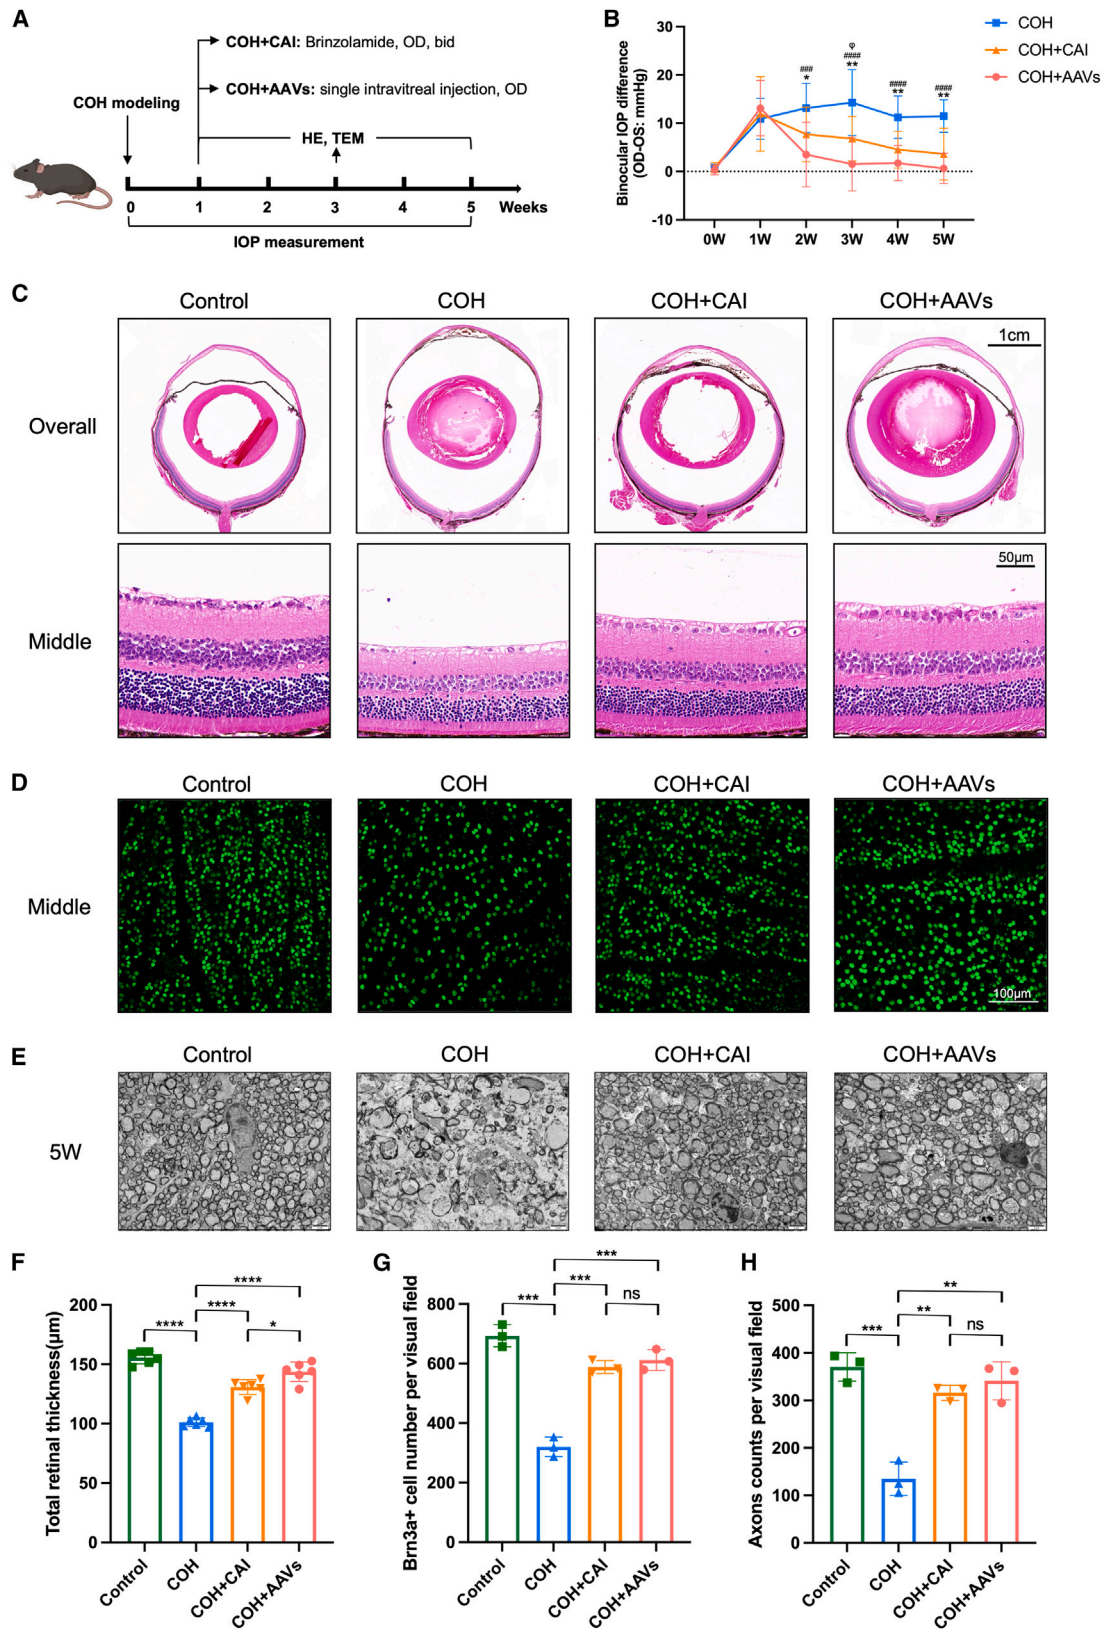 A
COH+CAI: Brinzolamide, OD, bid
COH+AAVs: single intravitreal injection, OD
COH modeling
HE, TEM
0 1 2 3 4 5 Weeks
IOP measurement
B
Binocular IOP difference
(OD-OS: mmHg)
30
20
10
0
-10
0W 1W 2W 3W 4W 5W
###
*
φ
####
**
####
**
####
**
COH
COH+CAI
COH+AAVs
C
Control COH COH+CAI COH+AAVs
Overall
1cm
Middle
50μm
D
Control COH COH+CAI COH+AAVs
Middle
100μm
E
Control COH COH+CAI COH+AAVs
5W
F
Total retinal thickness(μm)
200
150
100
50
0
****
****
****
*
Control COH COH+CAI COH+AAVs
G
Brn3a+ cell number per visual field
800
600
400
200
0
***
***
***
ns
Control COH COH+CAI COH+AAVs
H
Axons counts per visual field
500
400
300
200
100
0
**
**
***
ns
Control COH COH+CAI COH+AAVs